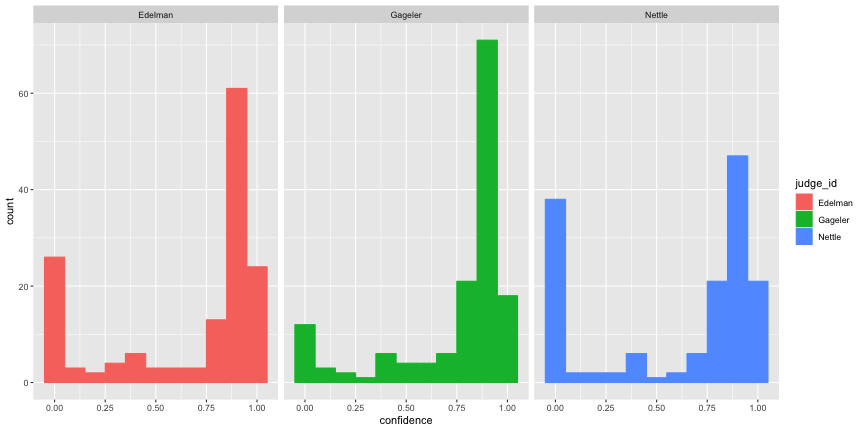 Edelman
Gageler
Nettle
60
40
20
0
count
0.00 0.25 0.50 0.75 1.00
0.00 0.25 0.50 0.75 1.00
0.00 0.25 0.50 0.75 1.00
confidence
judge_id
Edelman
Gageler
Nettle